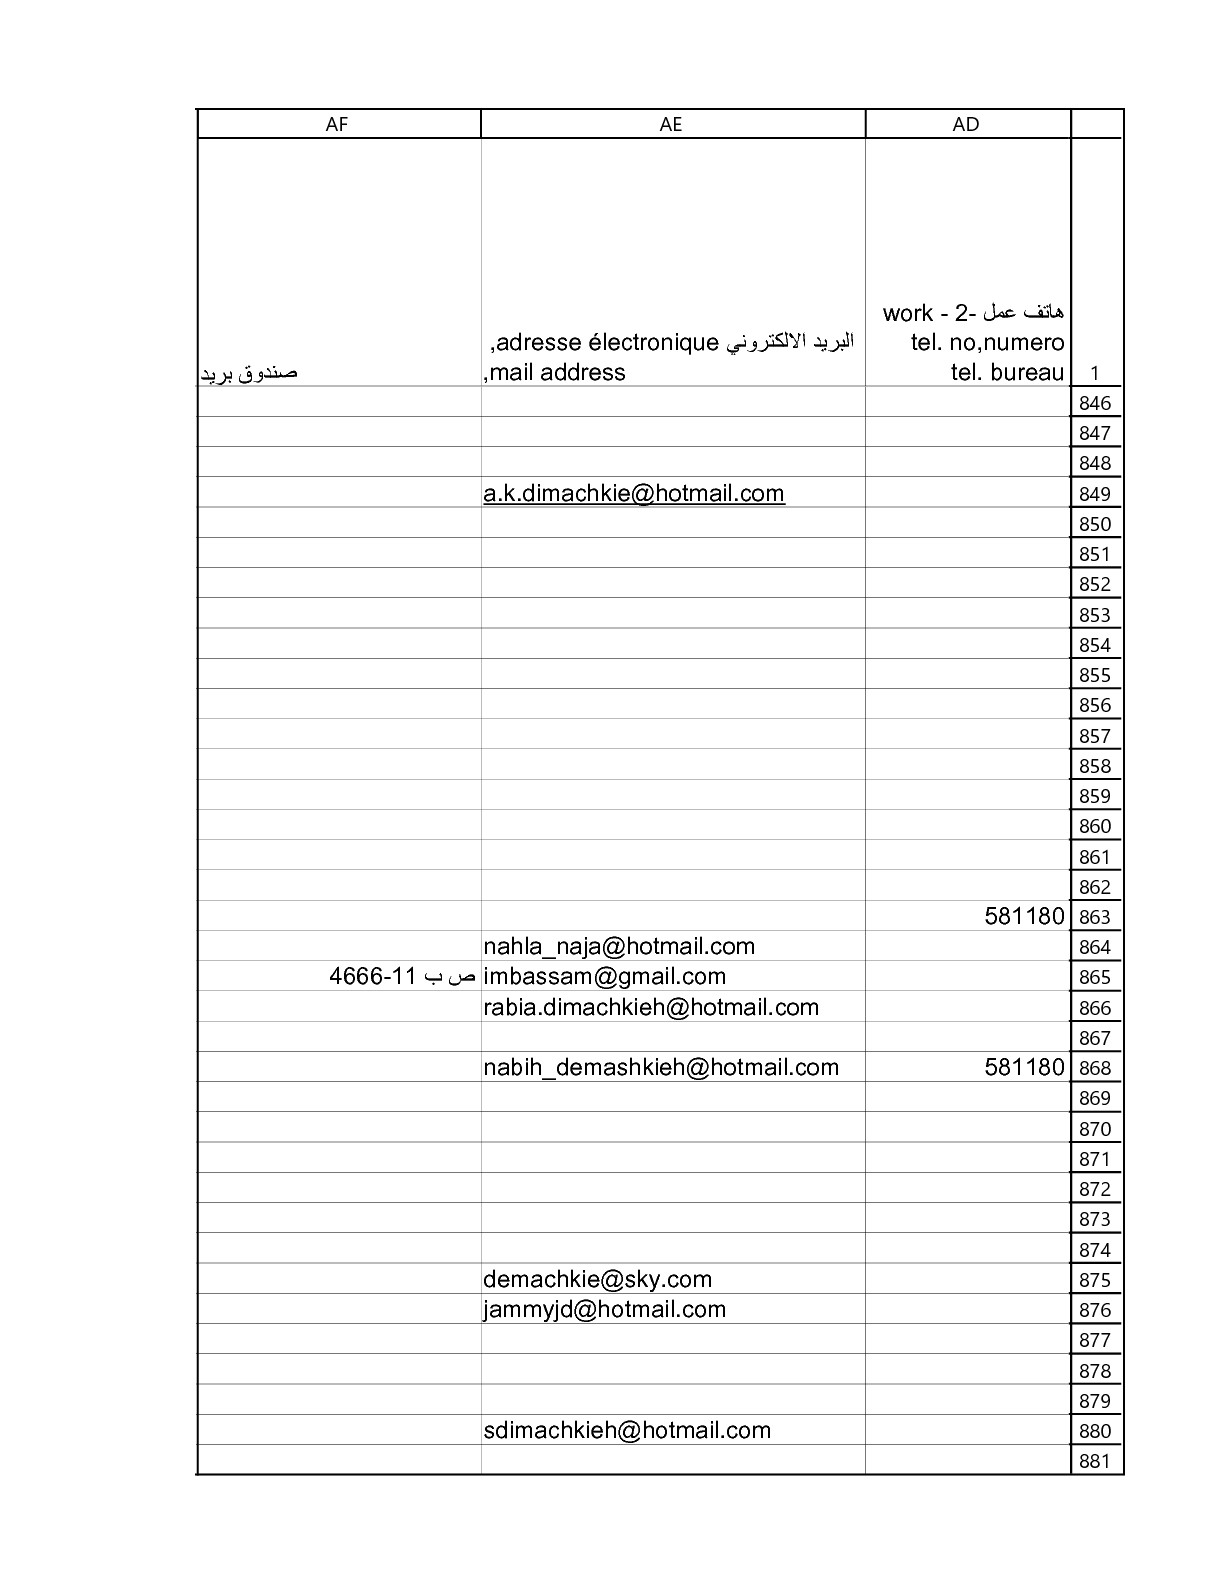 AD AE AF
هاتف عمل -2 - work
tel. no,numero
tel. bureau
البريد الالكتروني adresse électronique,
mail address,
صندوق بريد
1
846
847
848
849 a.k.dimachkie@hotmail.com
850
851
852
853
854
855
856
857
858
859
860
861
862
863 581180
864 nahla_naja@hotmail.com
865 imbassam@gmail.com ص ب 11-4666
866 rabia.dimachkieh@hotmail.com
867
868 581180 nabih_demashkieh@hotmail.com
869
870
871
872
873
874
875 demachkie@sky.com
876 jammyjd@hotmail.com
877
878
879
880 sdimachkieh@hotmail.com
881